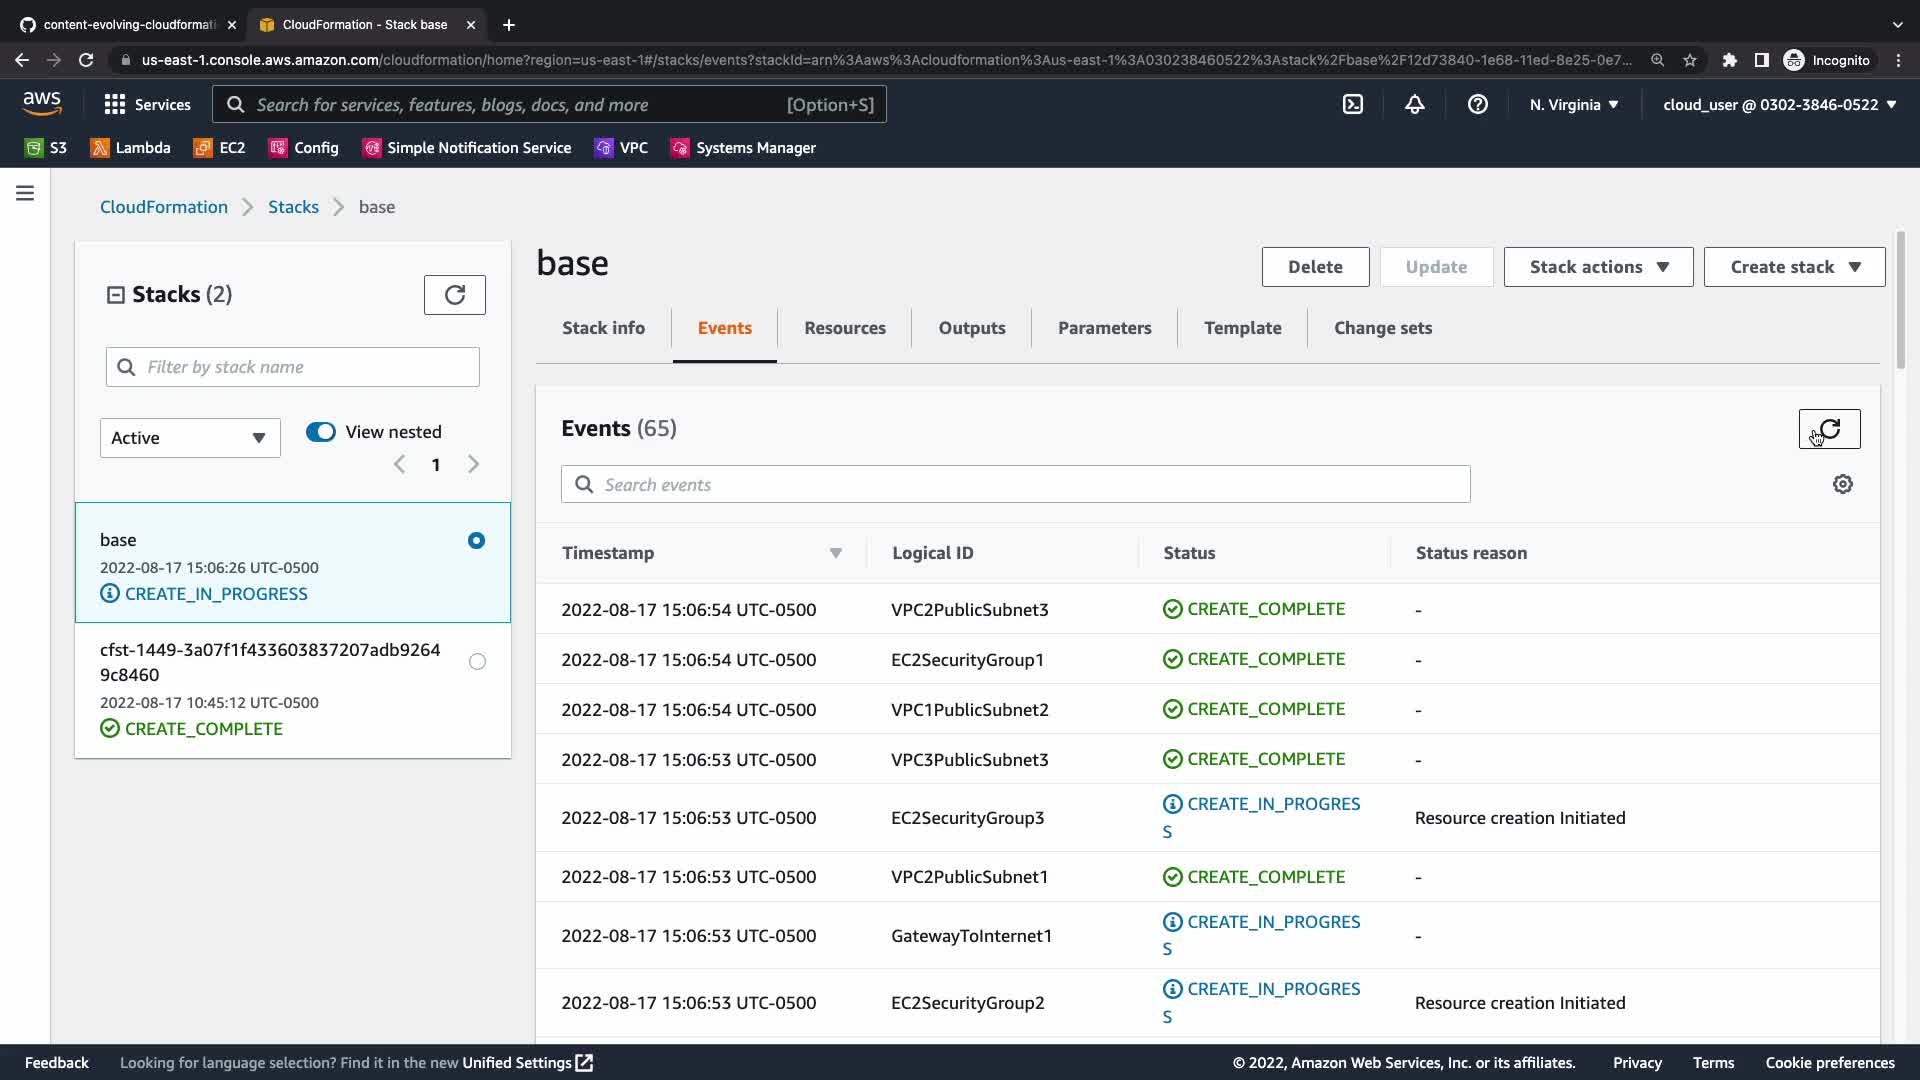 content-evolving-cloudformati
CloudFormation - Stack base
us-east-1.console.aws.amazon.com/cloudformation/home?region=us-east-1#/stacks/events?stackId=arn%3Aaws%3Acloudformation%3Aus-east-1%3A030238460522%3Astack%2Fbase%2F12d73840-1e68-11ed-8e25-0e7...
Incognito
aws
Services
Search for services, features, blogs, docs, and more
[Option+S]
N. Virginia
cloud_user @ 0302-3846-0522
S3
Lambda
EC2
Config
Simple Notification Service
VPC
Systems Manager
CloudFormation
Stacks
base
Stacks (2)
Filter by stack name
Active
View nested
1
base
2022-08-17 15:06:26 UTC-0500
CREATE_IN_PROGRESS
cfst-1449-3a07f1f433603837207adb9264
9c8460
2022-08-17 10:45:12 UTC-0500
CREATE_COMPLETE
base
Delete
Update
Stack actions
Create stack
Stack info
Events
Resources
Outputs
Parameters
Template
Change sets
Events (65)
Search events
Timestamp
Logical ID
Status
Status reason
2022-08-17 15:06:54 UTC-0500
VPC2PublicSubnet3
CREATE_COMPLETE
-
2022-08-17 15:06:54 UTC-0500
EC2SecurityGroup1
CREATE_COMPLETE
-
2022-08-17 15:06:54 UTC-0500
VPC1PublicSubnet2
CREATE_COMPLETE
-
2022-08-17 15:06:53 UTC-0500
VPC3PublicSubnet3
CREATE_COMPLETE
-
2022-08-17 15:06:53 UTC-0500
EC2SecurityGroup3
CREATE_IN_PROGRES
S
Resource creation Initiated
2022-08-17 15:06:53 UTC-0500
VPC2PublicSubnet1
CREATE_COMPLETE
-
2022-08-17 15:06:53 UTC-0500
GatewayToInternet1
CREATE_IN_PROGRES
S
-
2022-08-17 15:06:53 UTC-0500
EC2SecurityGroup2
CREATE_IN_PROGRES
S
Resource creation Initiated
Feedback
Looking for language selection? Find it in the new Unified Settings
© 2022, Amazon Web Services, Inc. or its affiliates.
Privacy
Terms
Cookie preferences